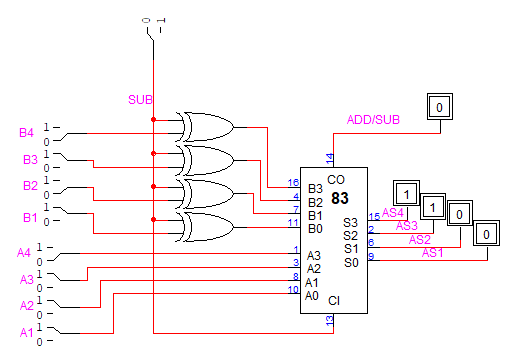 0
1
SUB
ADD/SUB
0
B4
1
0
B3
1
0
B2
1
0
B1
1
0
A4
1
0
A3
1
0
A2
1
0
A1
1
0
14
CO
83
16
B3
4
B2
7
B1
11
B0
1
A3
3
A2
8
A1
10
A0
S3
15
AS4
1
S2
2
AS3
1
S1
6
AS2
0
S0
9
AS1
0
CI
13